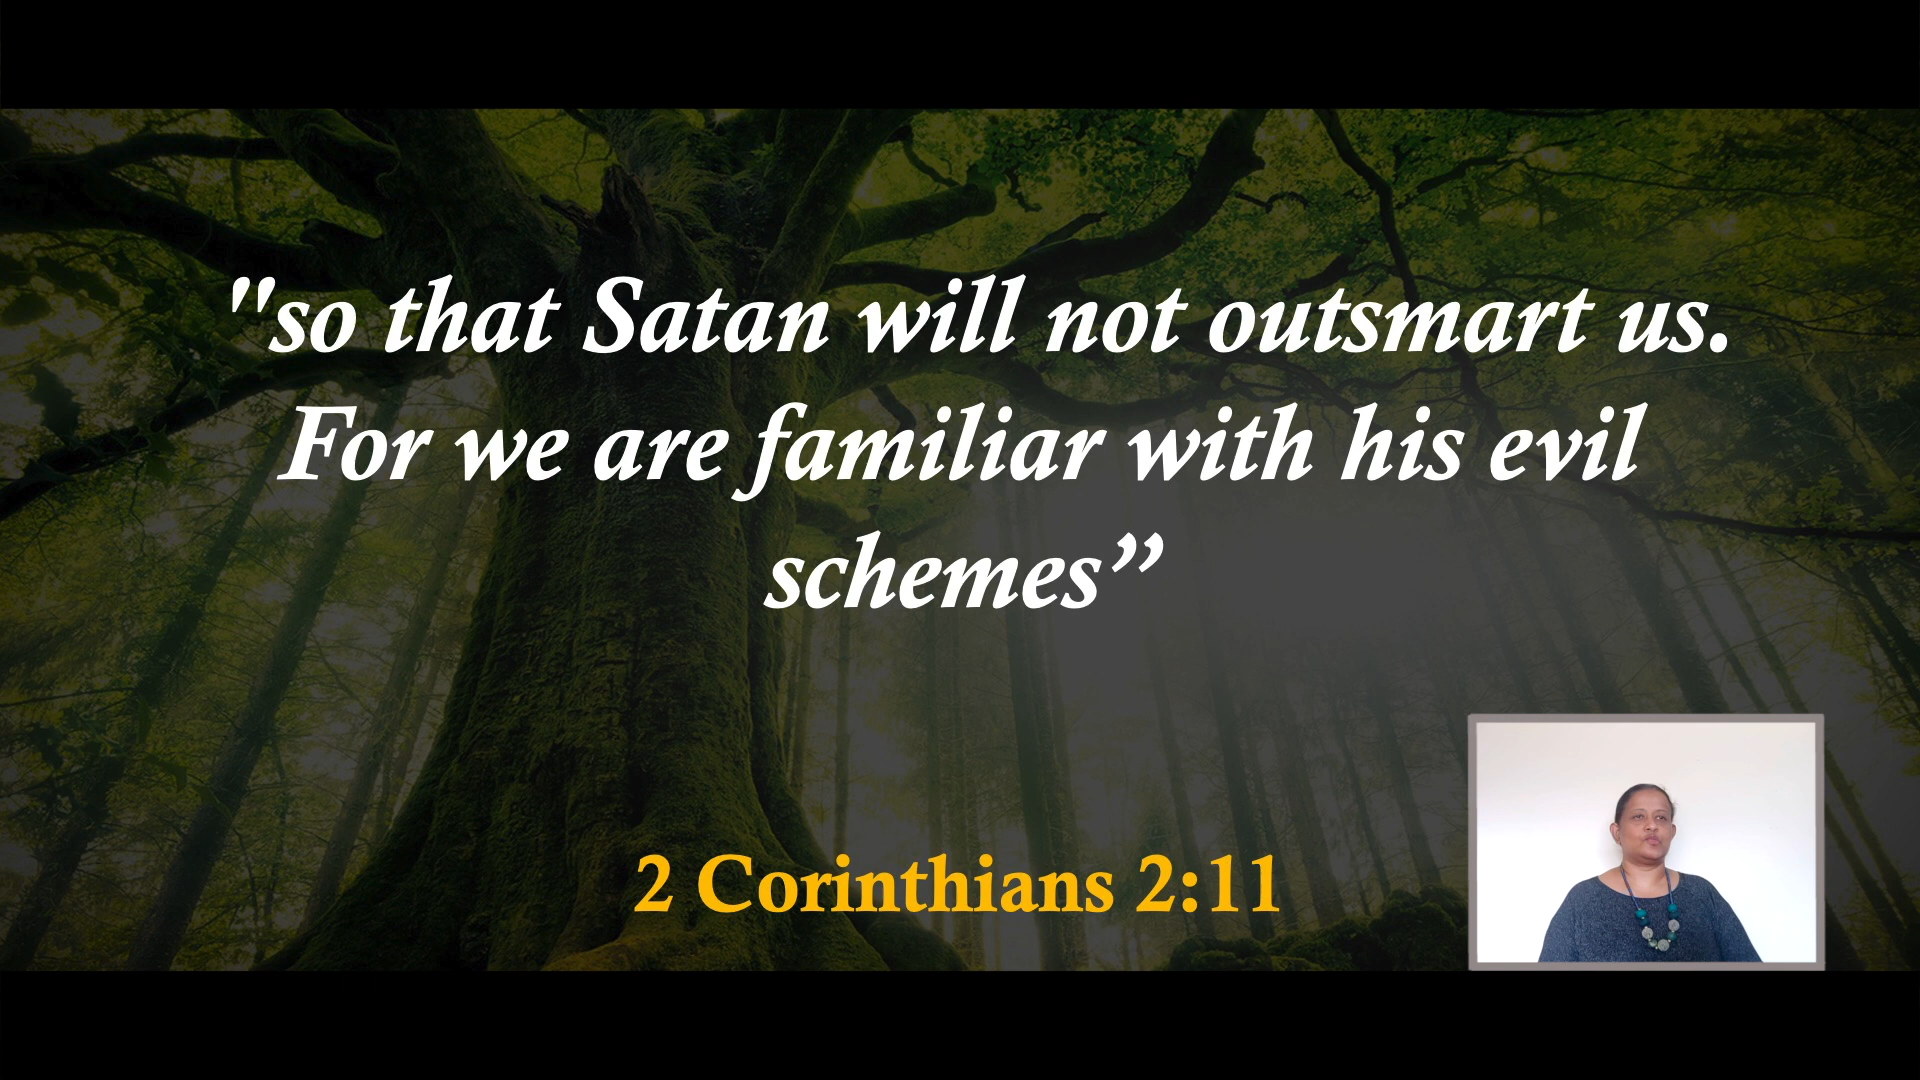 "so that Satan will not outsmart us.
For we are familiar with his evil
schemes”
2 Corinthians 2:11